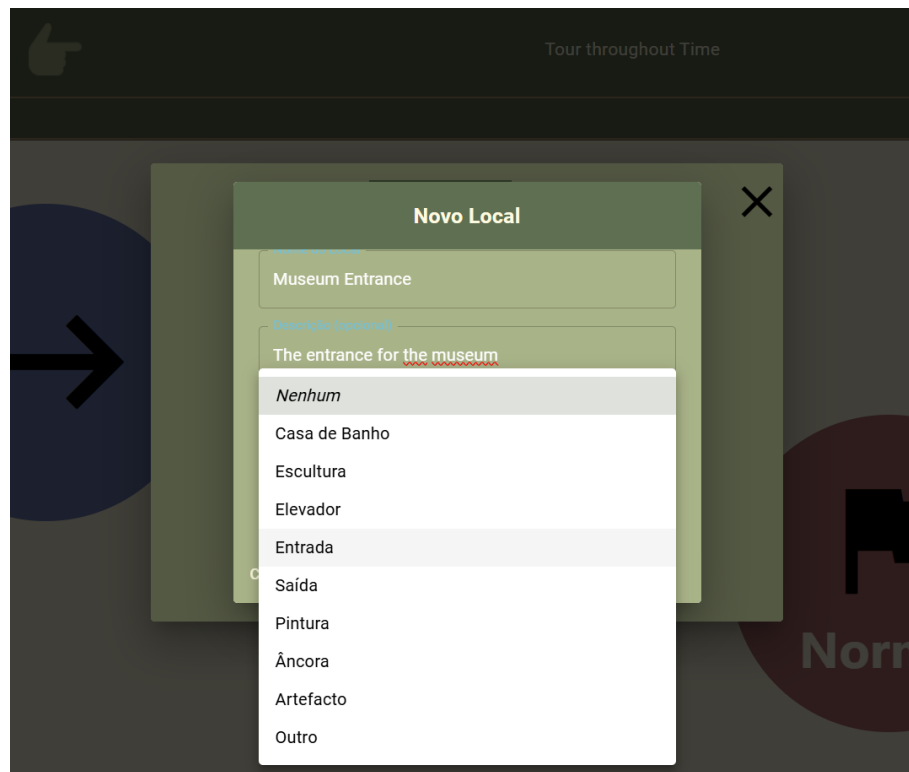 Tour throughout Time
Novo Local
Museum Entrance
The entrance for the museum
Nenhum
Casa de Banho
Escultura
Elevador
Entrada
Saída
Pintura
Âncora
Artefacto
Outro